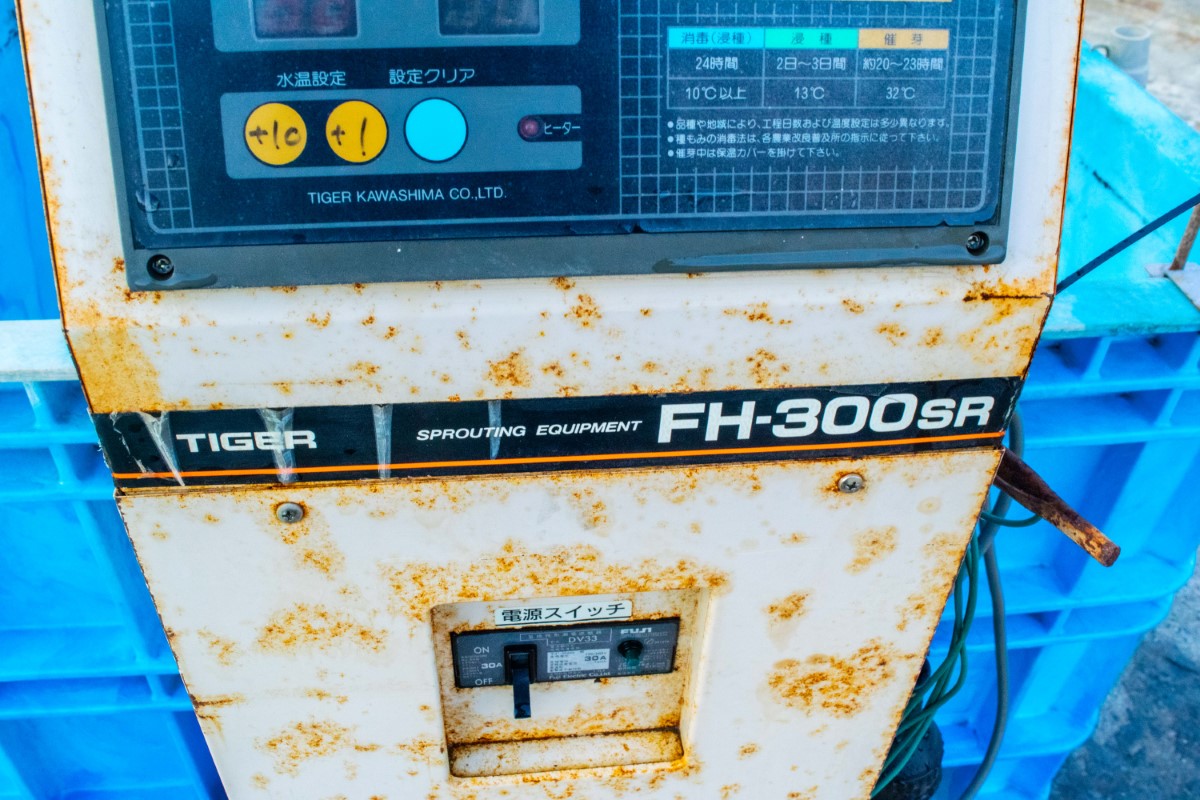 消毒(浸種) 浸種 催芽
24時間 2日〜3日間 約20〜23時間
10℃以上 13℃ 32℃
●品種や地域により、工程日数および温度設定は多少異なります。
●種もみの消毒法は、各農業改良普及所の指示に従って下さい。
●催芽中は保温カバーを掛けて下さい。
水温設定 設定クリア
+10 +1
ヒーター
TIGER KAWASHIMA CO.,LTD.
TIGER SPROUTING EQUIPMENT FH-300SR
電源スイッチ
DV33
FUJI
ON
30A
30A
OFF
Fuji Electric Co.,Ltd.